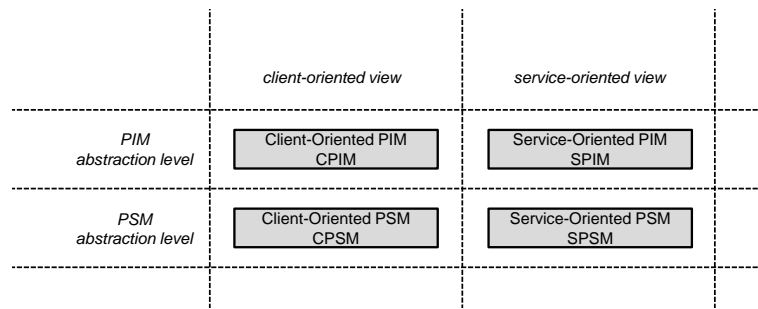 client-oriented view
service-oriented view
PIM
abstraction level
Client-Oriented PIM
CPIM
Service-Oriented PIM
SPIM
PSM
abstraction level
Client-Oriented PSM
CPSM
Service-Oriented PSM
SPSM